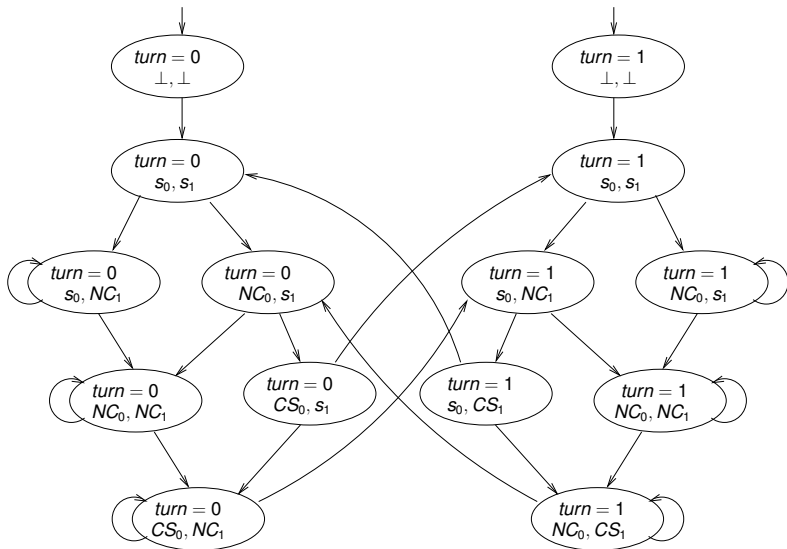 turn = 0
⊥, ⊥
turn = 1
⊥, ⊥
turn = 0
s₀, s₁
turn = 1
s₀, s₁
turn = 0
s₀, NC₁
turn = 0
NC₀, s₁
turn = 1
s₀, NC₁
turn = 1
NC₀, s₁
turn = 0
NC₀, NC₁
turn = 0
CS₀, s₁
turn = 1
s₀, CS₁
turn = 1
NC₀, NC₁
turn = 0
CS₀, NC₁
turn = 1
NC₀, CS₁